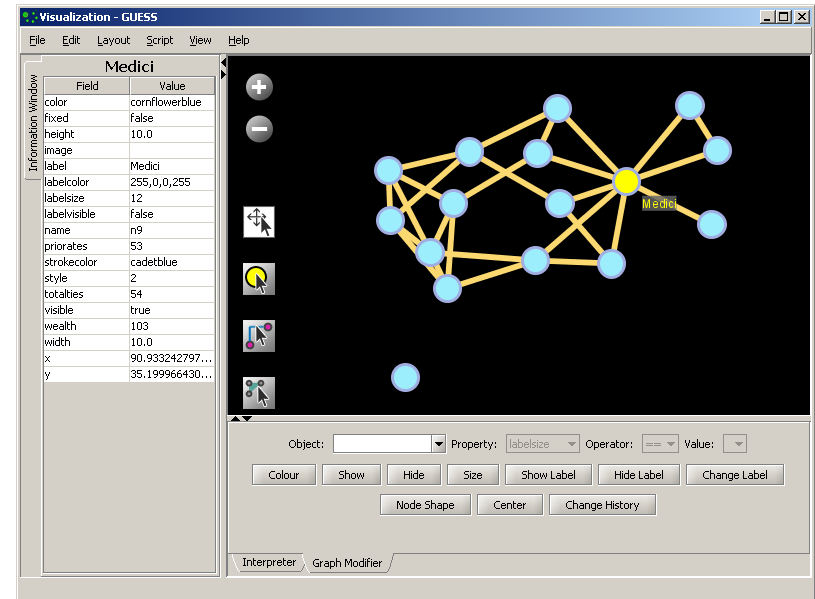 Visualization - GUESS
File Edit Layout Script View Help
Information Window
Medici
Field Value
color cornflowerblue
fixed false
height 10.0
image
label Medici
labelcolor 255,0,0,255
labelsize 12
labelvisible false
name n9
priorates 53
strokecolor cadetblue
style 2
totalties 54
visible true
wealth 103
width 10.0
x 90.933242797...
y 35.199966430...
Medici
Object: Property: labelsize Operator: == Value:
Colour Show Hide Size Show Label Hide Label Change Label
Node Shape Center Change History
Interpreter Graph Modifier